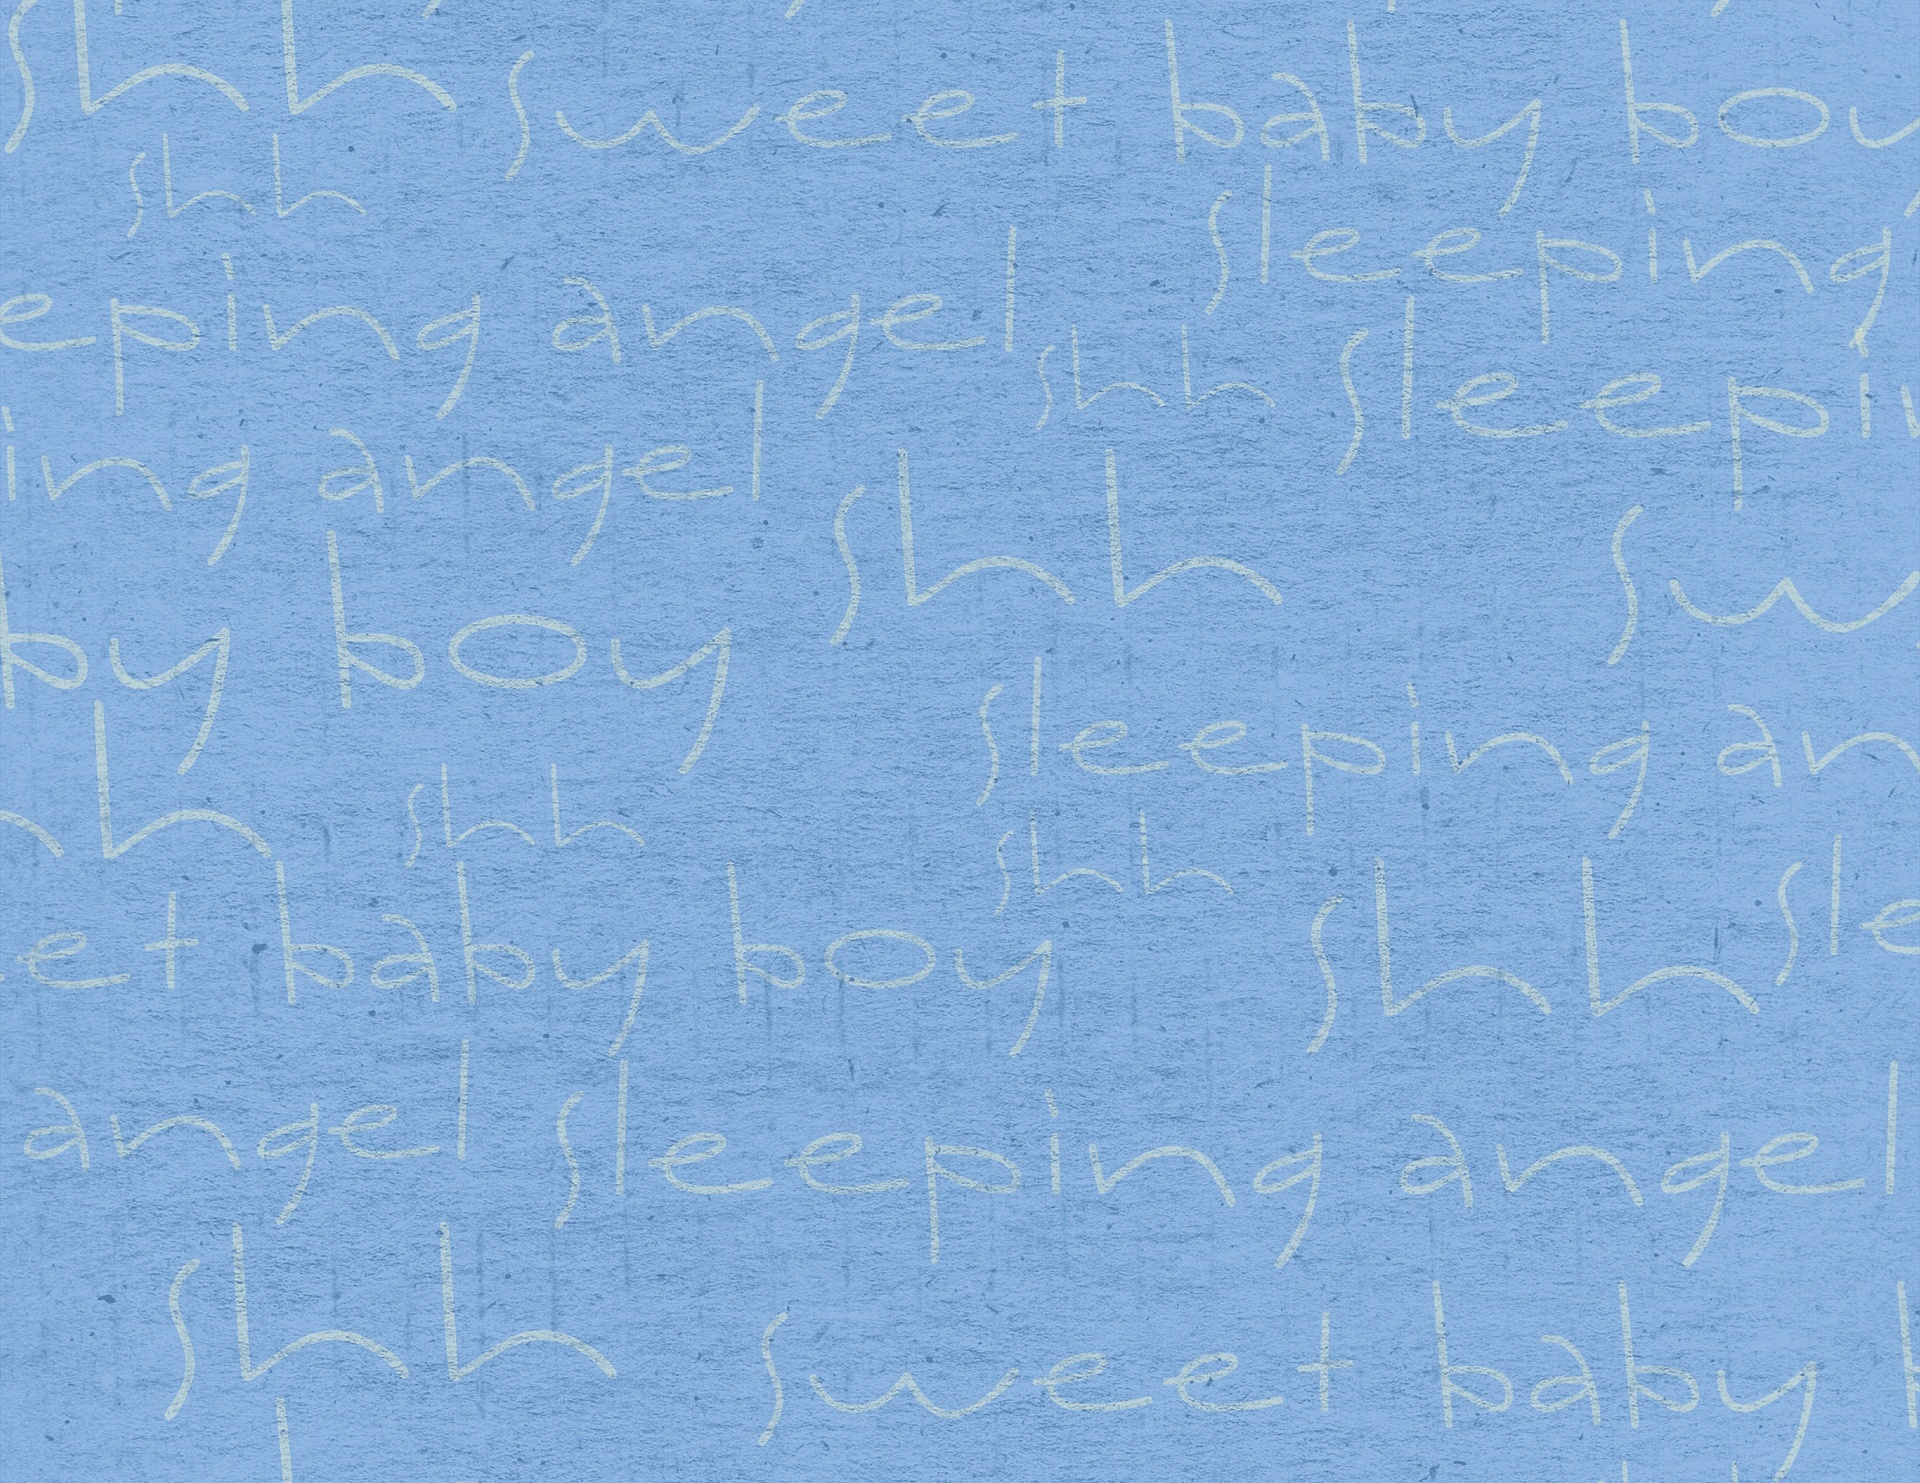 shh sweet baby boy
shh
sleeping
eping angel
shh sleepi
ing angel
shh
sw
by boy
sleeping an
h
shh
shh
et baby boy
shh
sle
angel
sleeping angel
shh
sweet baby b